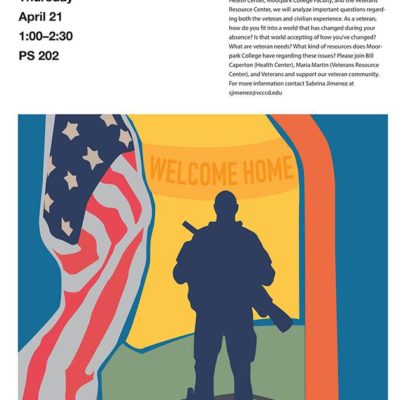 Thursday
April 21
1:00–2:30
PS 202
Health Center, Moorpark College Faculty, and the Veterans
Resource Center, we will analyze important questions regard-
ing both the veteran and civilian experience. As a veteran,
how do you fit into a world that has changed during your
absence? Is that world accepting of how you've changed?
What are veteran needs? What kind of resources does Moor-
park College have regarding these issues? Please join Bill
Caperton (Health Center), Maria Martin (Veterans Resource
Center), and Veterans and support our veteran community.
For more information contact Sabrina Jimenez at
sjimenez@vcccd.edu
WELCOME HOME